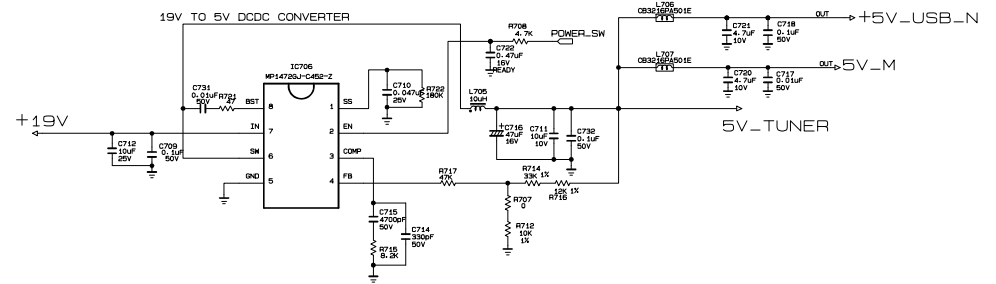 19V TO 5V DCDC CONVERTER
L706
CB3216PA501E
OUT
+5V_USB_N
C721
4.7uF
10V
C718
0.1uF
50V
R708
4.7K
POWER_SW
C722
0.47uF
16V
READY
L707
CB3216PA501E
OUT
5V_M
C720
4.7uF
10V
C717
0.01uF
50V
IC706
MP1472GJ-C452-Z
C731
0.01uF
50V
R721
47
BST
8
1
SS
C710
0.047uF
25V
R722
180K
L705
10uH
5V_TUNER
+19V
IN
7
2
EN
C712
10uF
25V
C709
0.1uF
50V
SW
6
3
COMP
C716
47uF
16V
C711
10uF
10V
C732
0.1uF
50V
GND
5
4
FB
R717
47K
R714
33K 1%
12K 1%
R716
R707
0
R712
10K
1%
C715
4700pF
50V
C714
330pF
50V
R715
8.2K